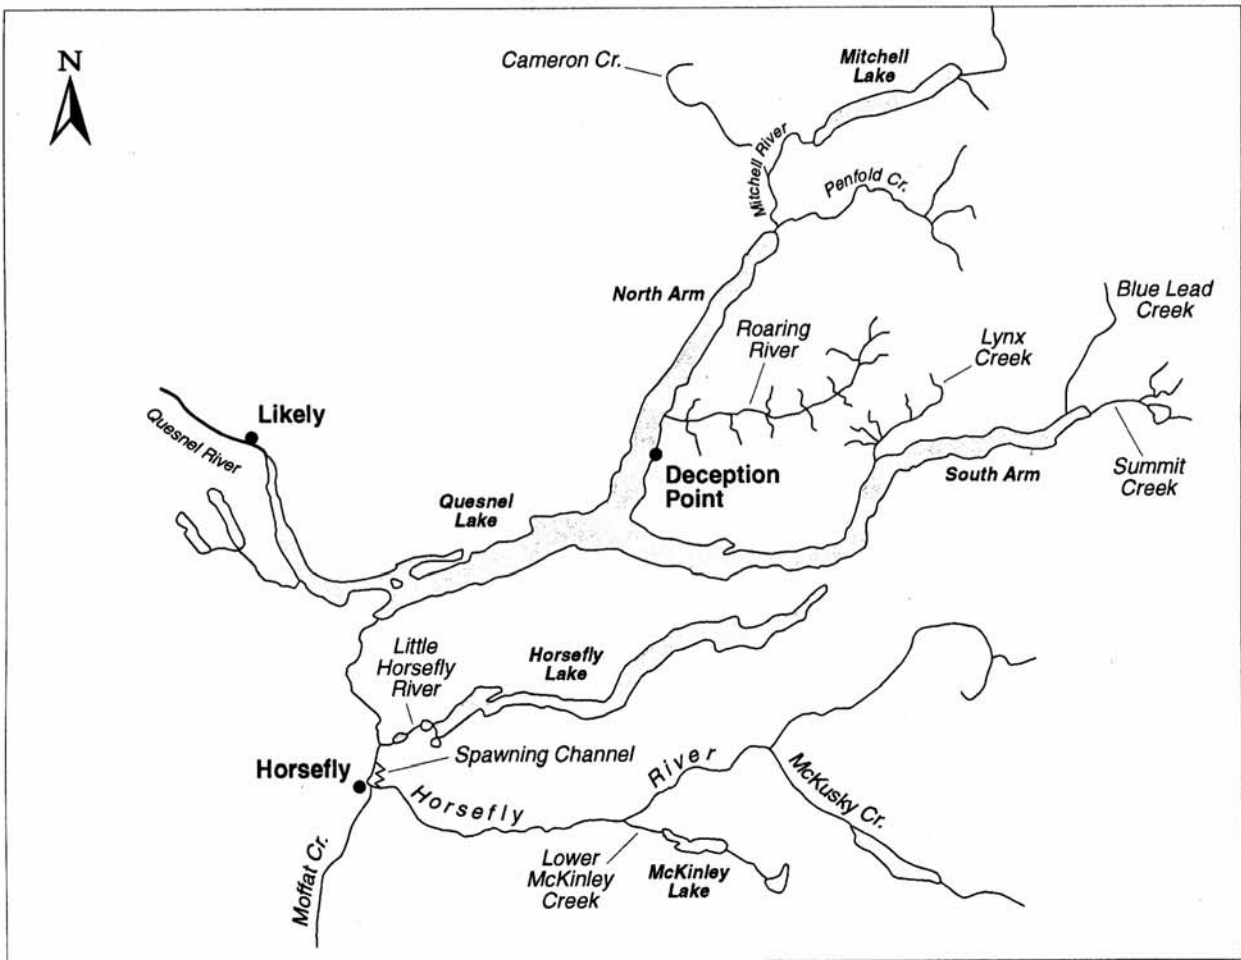 N
Cameron Cr.
Mitchell
Lake
Mitchell River
Penfold Cr.
North Arm
Blue Lead
Creek
Roaring
River
Lynx
Creek
Likely
Quesnel River
Deception
Point
South Arm
Summit
Creek
Quesnel
Lake
Little
Horsefly
River
Horsefly
Lake
Spawning Channel
Horsefly
Horsefly River
McKusky Cr.
Moffat Cr.
Lower
McKinley
Creek
McKinley
Lake